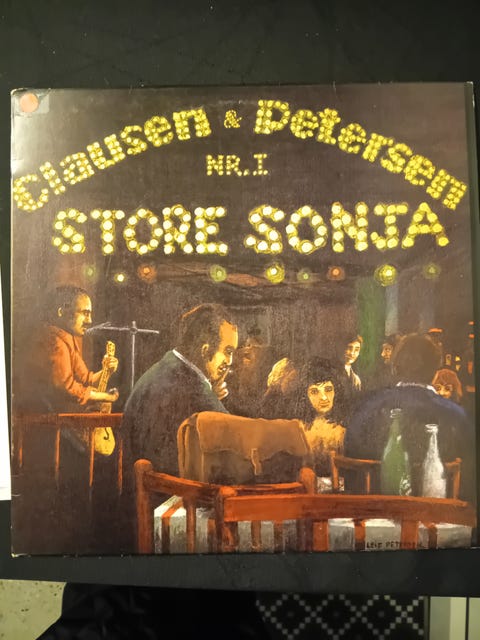 Clausen & Petersen
NR.I
STORE SONJA
LEIF PETERSEN